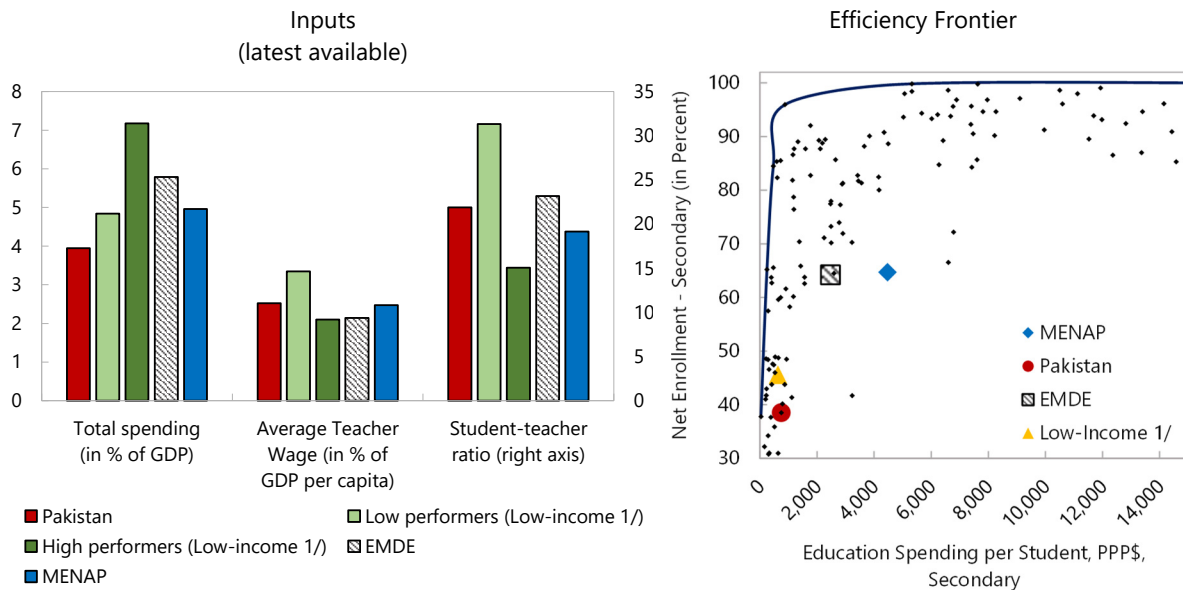 Inputs
(latest available)
8
7
6
5
4
3
2
1
0
35
30
25
20
15
10
5
0
Total spending
(in % of GDP)
Average Teacher
Wage (in % of
GDP per capita)
Student-teacher
ratio (right axis)
Pakistan
Low performers (Low-income 1/)
High performers (Low-income 1/)
EMDE
MENAP
Efficiency Frontier
Net Enrollment - Secondary (in Percent)
100
90
80
70
60
50
40
30
MENAP
Pakistan
EMDE
Low-Income 1/
0
2,000
4,000
6,000
8,000
10,000
12,000
14,000
Education Spending per Student, PPP$,
Secondary